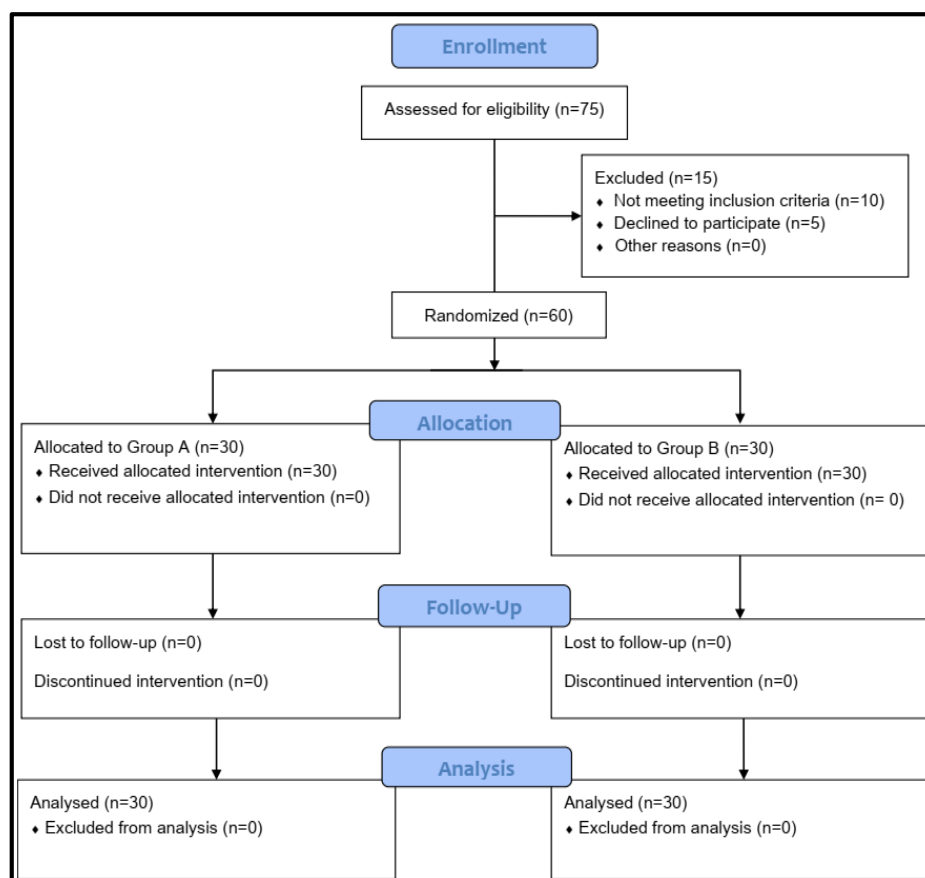 Enrollment
Assessed for eligibility (n=75)
Excluded (n=15)
♦ Not meeting inclusion criteria (n=10)
♦ Declined to participate (n=5)
♦ Other reasons (n=0)
Randomized (n=60)
Allocation
Allocated to Group A (n=30)
♦ Received allocated intervention (n=30)
♦ Did not receive allocated intervention (n=0)
Allocated to Group B (n=30)
♦ Received allocated intervention (n=30)
♦ Did not receive allocated intervention (n= 0)
Follow-Up
Lost to follow-up (n=0)
Discontinued intervention (n=0)
Lost to follow-up (n=0)
Discontinued intervention (n=0)
Analysis
Analysed (n=30)
♦ Excluded from analysis (n=0)
Analysed (n=30)
♦ Excluded from analysis (n=0)